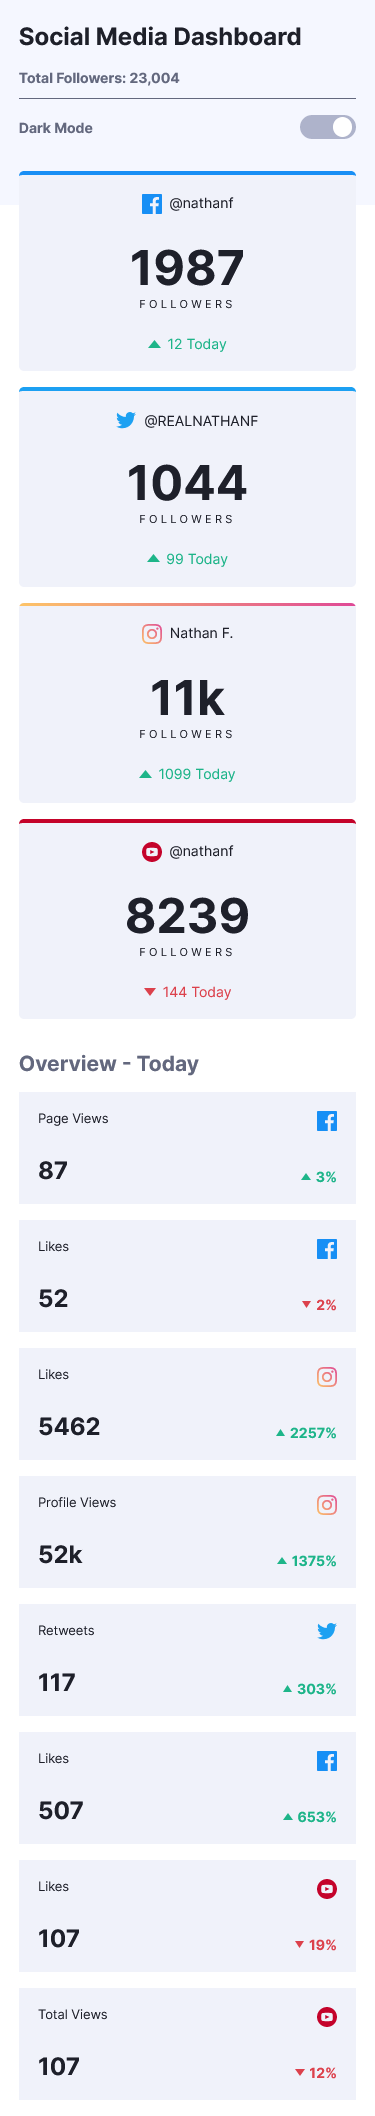 Social Media Dashboard
Total Followers: 23,004
Dark Mode
@nathanf
1987
FOLLOWERS
12 Today
@REALNATHANF
1044
FOLLOWERS
99 Today
Nathan F.
11k
FOLLOWERS
1099 Today
@nathanf
8239
FOLLOWERS
144 Today
Overview - Today
Page Views
87
3%
Likes
52
2%
Likes
5462
2257%
Profile Views
52k
1375%
Retweets
117
303%
Likes
507
653%
Likes
107
19%
Total Views
107
12%